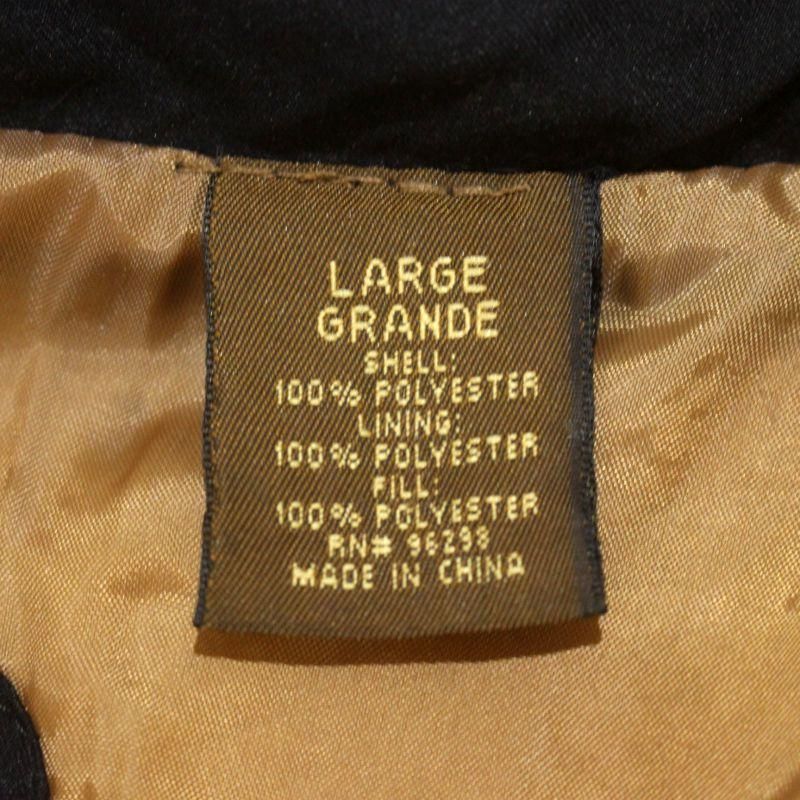 LARGE
GRANDE
SHELL:
100% POLYESTER
LINING:
100% POLYESTER
FILL:
100% POLYESTER
RN# 96298
MADE IN CHINA